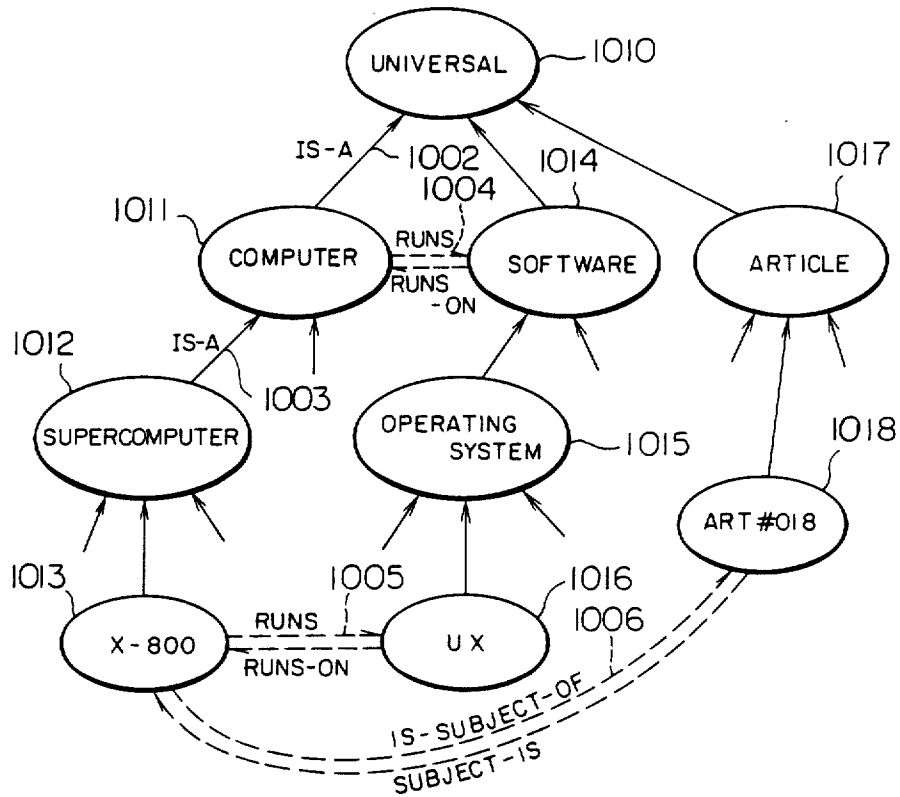 UNIVERSAL
1010
IS-A
1002
1004
1014
1017
1011
COMPUTER
RUNS
RUNS
-ON
SOFTWARE
ARTICLE
1012
IS-A
1003
SUPERCOMPUTER
OPERATING
SYSTEM
1015
1018
ART #018
1013
1005
1016
1006
X-800
RUNS
RUNS-ON
UX
IS-SUBJECT-OF
SUBJECT-IS